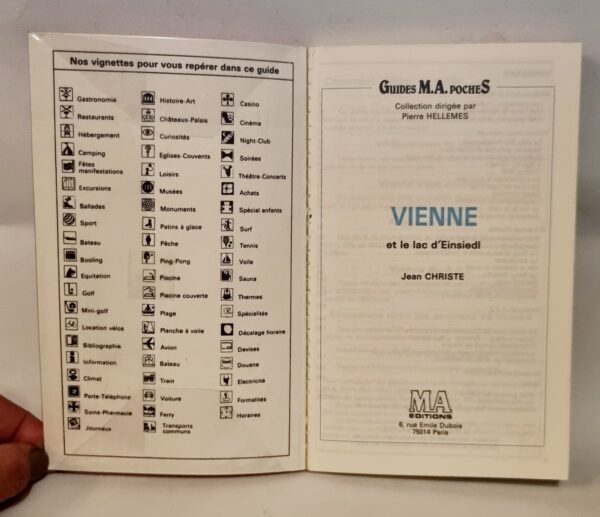 Nos vignettes pour vous repérer dans ce guide
Gastronomie
Restaurants
Hébergement
Camping
Fêtes
manifestations
Excursions
Ballades
Sport
Bateau
Booling
Equitation
Golf
Mini-golf
Location vélos
Bibliographie
Information
Climat
Poste-Téléphone
Soins-Pharmacie
Journaux
Histoire-Art
Châteaux-Palais
Curiosités
Eglises-Couvents
Loisirs
Musées
Monuments
Patins à glace
Pêche
Ping-Pong
Piscine
Piscine couverte
Plage
Planche à voile
Avion
Bateau
Train
Voiture
Ferry
Transports
communs
Casino
Cinéma
Night-Club
Soirées
Théâtre-Concerts
Achats
Spécial enfants
Surf
Tennis
Voile
Sauna
Thermes
Spécialités
Décalage horaire
Devises
Douane
Electricité
Formalités
Horaires
GUIDES M.A. POCHES
Collection dirigée par
Pierre HELLEMES
VIENNE
et le lac d'Einsiedl
Jean CHRISTE
MA
EDITIONS
6, rue Emile Dubois
75014 Paris